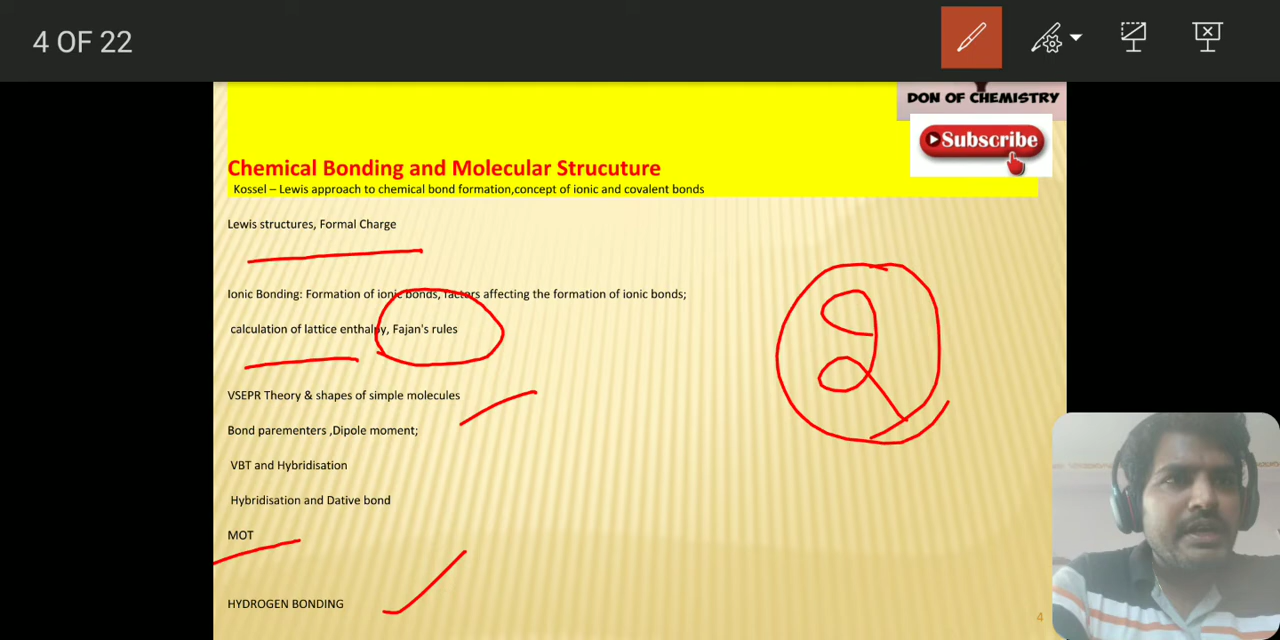 4 OF 22
DON OF CHEMISTRY
Subscribe
Chemical Bonding and Molecular Strucuture
Kossel – Lewis approach to chemical bond formation,concept of ionic and covalent bonds
Lewis structures, Formal Charge
Ionic Bonding: Formation of ionic bonds, factors affecting the formation of ionic bonds;
calculation of lattice enthalpy, Fajan's rules
VSEPR Theory & shapes of simple molecules
Bond parementers ,Dipole moment;
VBT and Hybridisation
Hybridisation and Dative bond
MOT
HYDROGEN BONDING
4